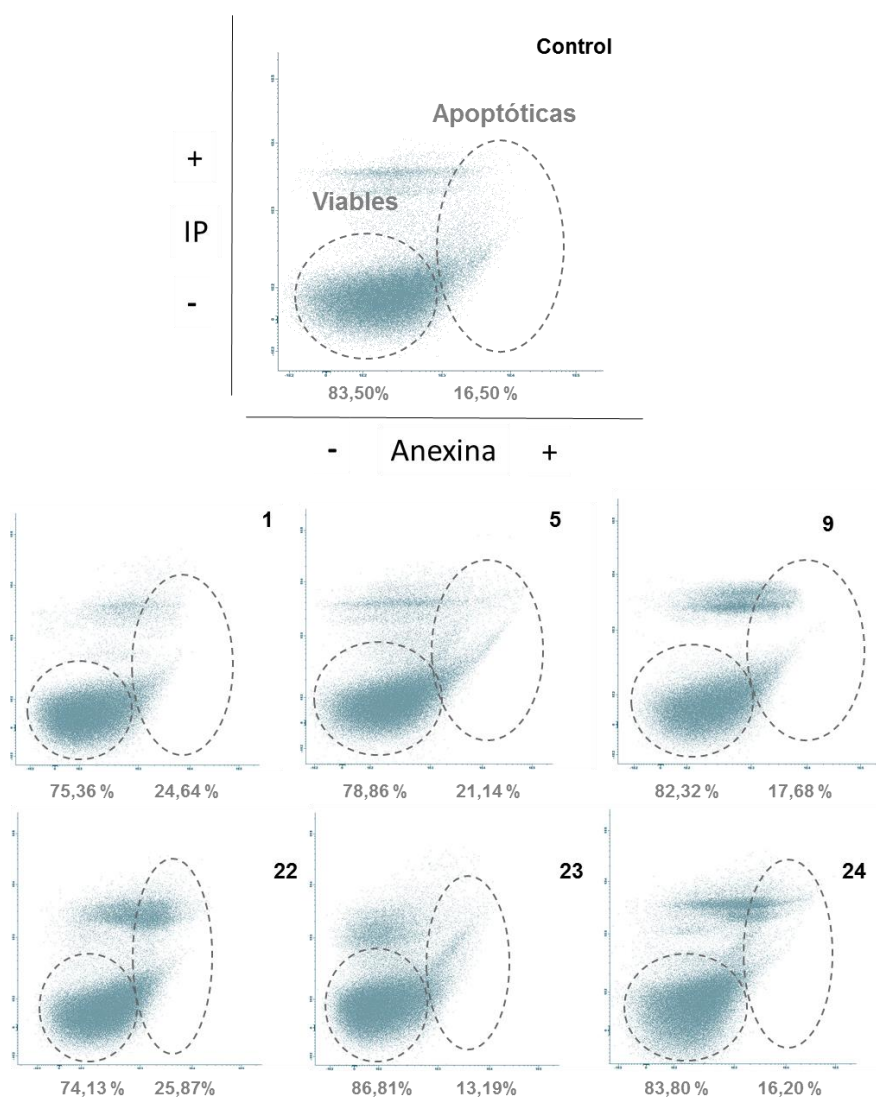 Control
Apoptóticas
+
Viables
IP
-
83,50% 16,50 %
- Anexina +
1 5 9
75,36 % 24,64 % 78,86 % 21,14 % 82,32 % 17,68 %
22 23 24
74,13 % 25,87% 86,81% 13,19% 83,80 % 16,20 %